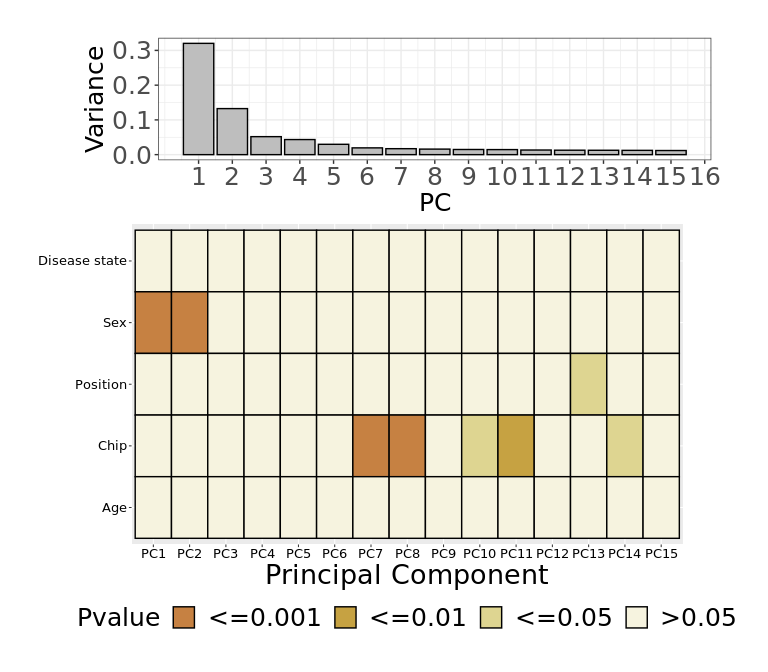 Variance
0.3
0.2
0.1
0.0
1 2 3 4 5 6 7 8 9 10 11 12 13 14 15 16
PC
Disease state
Sex
Position
Chip
Age
PC1 PC2 PC3 PC4 PC5 PC6 PC7 PC8 PC9 PC10 PC11 PC12 PC13 PC14 PC15
Principal Component
Pvalue <=0.001 <=0.01 <=0.05 >0.05